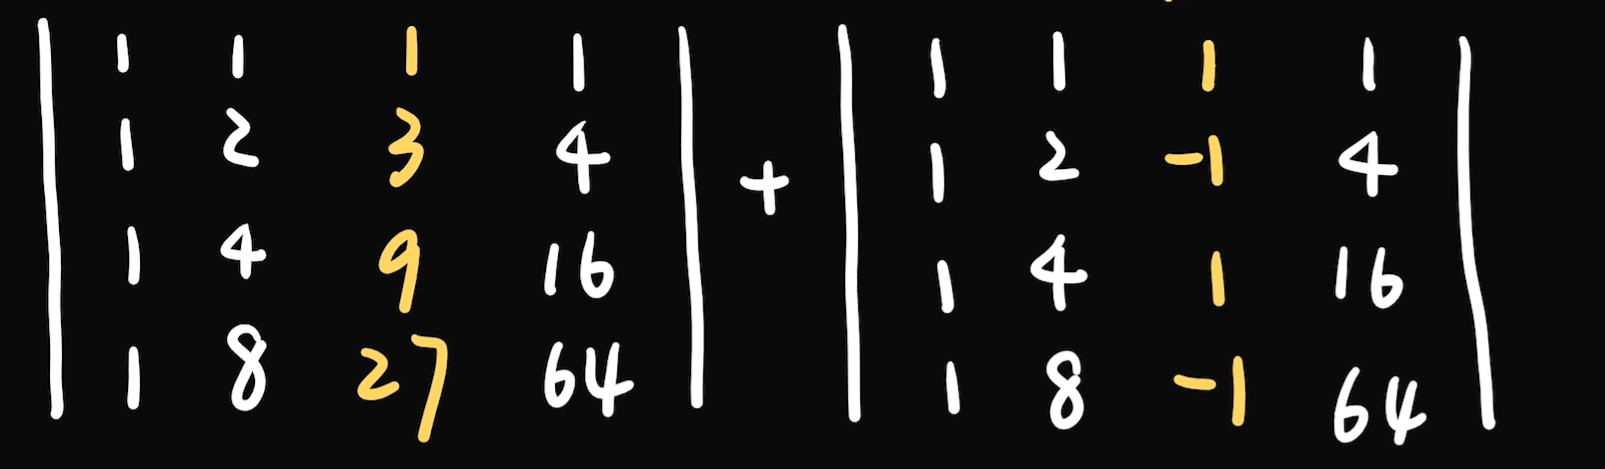 | 1 1 1 1 | + | 1 1 1 1 |
| 1 2 3 4 | | 1 2 -1 4 |
| 1 4 9 16 | | 1 4 1 16 |
| 1 8 27 64 | | 1 8 -1 64 |